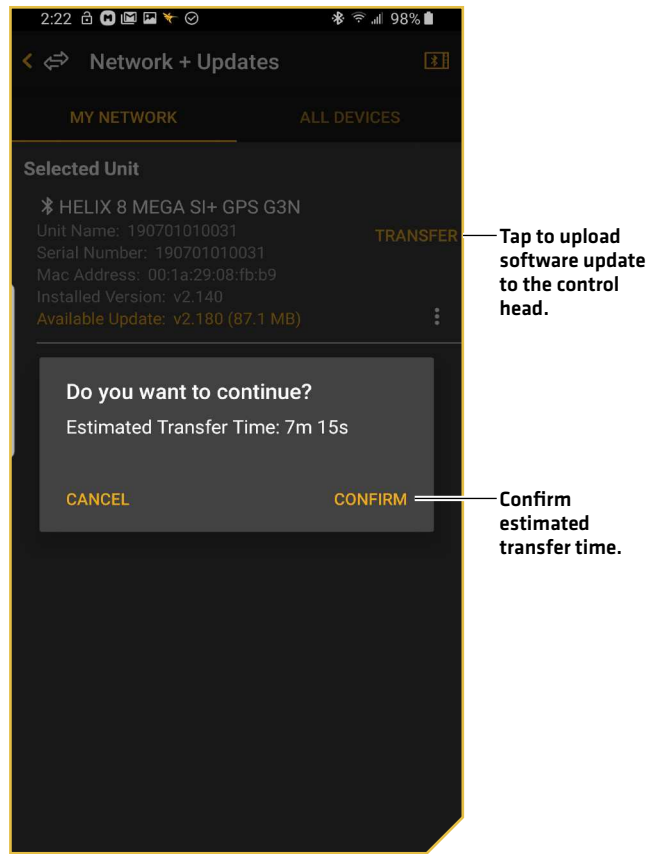 2:22
98%
Network + Updates
MY NETWORK
ALL DEVICES
Selected Unit
HELIX 8 MEGA SI+ GPS G3N
Unit Name: 190701010031
TRANSFER
Serial Number: 190701010031
Mac Address: 00:1a:29:08:fb:b9
Installed Version: v2.140
Available Update: v2.180 (87.1 MB)
Tap to upload
software update
to the control
head.
Do you want to continue?
Estimated Transfer Time: 7m 15s
CANCEL
CONFIRM
Confirm
estimated
transfer time.